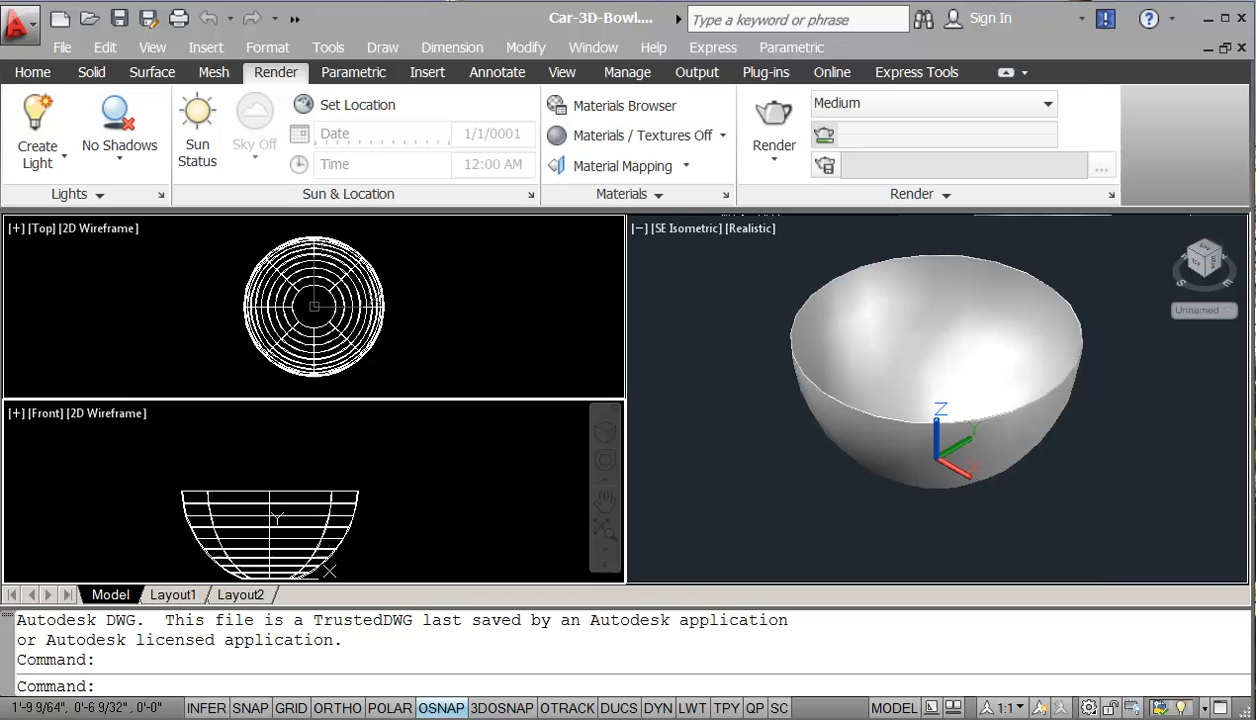 Car-3D-Bowl.... Type a keyword or phrase Sign In
File Edit View Insert Format Tools Draw Dimension Modify Window Help Express Parametric
Home Solid Surface Mesh Render Parametric Insert Annotate View Manage Output Plug-ins Online Express Tools
Create Light
No Shadows
Sun Status
Sky Off
Set Location
Date 1/1/0001
Time 12:00 AM
Materials Browser
Materials / Textures Off
Material Mapping
Render
Medium
...
Lights Sun & Location Materials Render
[+] [Top] [2D Wireframe]
[−] [SE Isometric] [Realistic]
S E
Unnamed
Z
Y
[+] [Front] [2D Wireframe]
Y
X
Model Layout1 Layout2
Autodesk DWG. This file is a TrustedDWG last saved by an Autodesk application
or Autodesk licensed application.
Command:
Command:
1'-9 9/64", 0'-6 9/32", 0'-0" INFER SNAP GRID ORTHO POLAR OSNAP 3DOSNAP OTRACK DUCS DYN LWT TPY QP SC MODEL 1:1